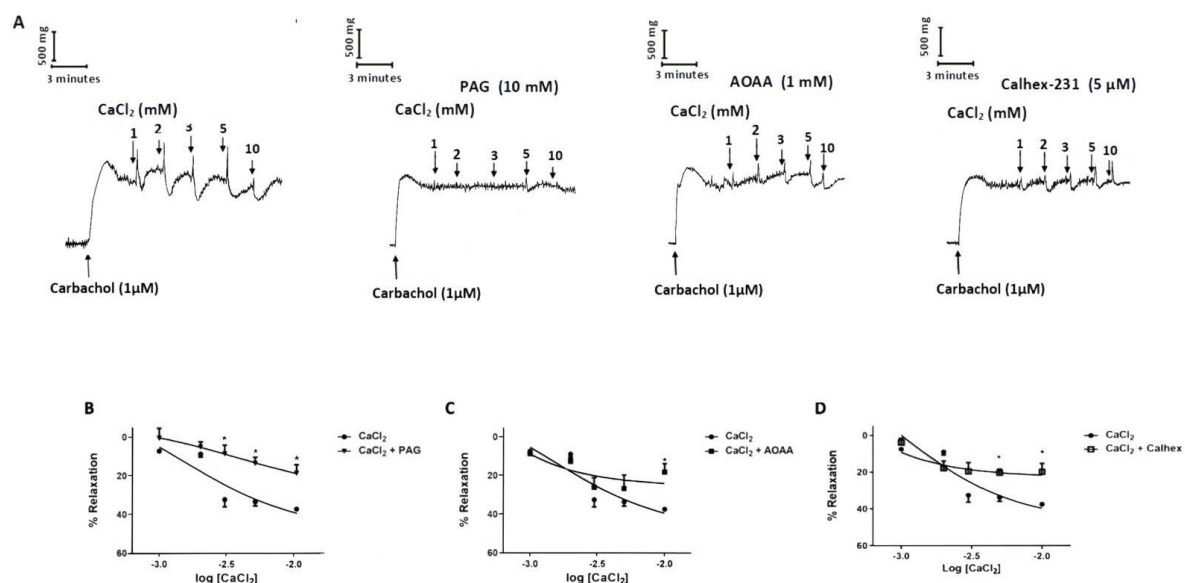 A
500 mg
3 minutes
CaCl₂ (mM)
1 2 3 5 10
Carbachol (1µM)
500 mg
3 minutes
PAG (10 mM)
CaCl₂ (mM)
1 2 3 5 10
Carbachol (1µM)
500 mg
3 minutes
AOAA (1 mM)
CaCl₂ (mM)
1 2 3 5 10
Carbachol (1µM)
500 mg
3 minutes
Calhex-231 (5 µM)
CaCl₂ (mM)
1 2 3 5 10
Carbachol (1µM)
B
CaCl₂
CaCl₂ + PAG
% Relaxation
0
20
40
60
* * *
-3.0 -2.5 -2.0
log [CaCl₂]
C
CaCl₂
CaCl₂ + AOAA
% Relaxation
0
20
40
60
*
-3.0 -2.5 -2.0
log [CaCl₂]
D
CaCl₂
CaCl₂ + Calhex
% Relaxation
0
20
40
60
* *
-3.0 -2.5 -2.0
Log [CaCl₂]